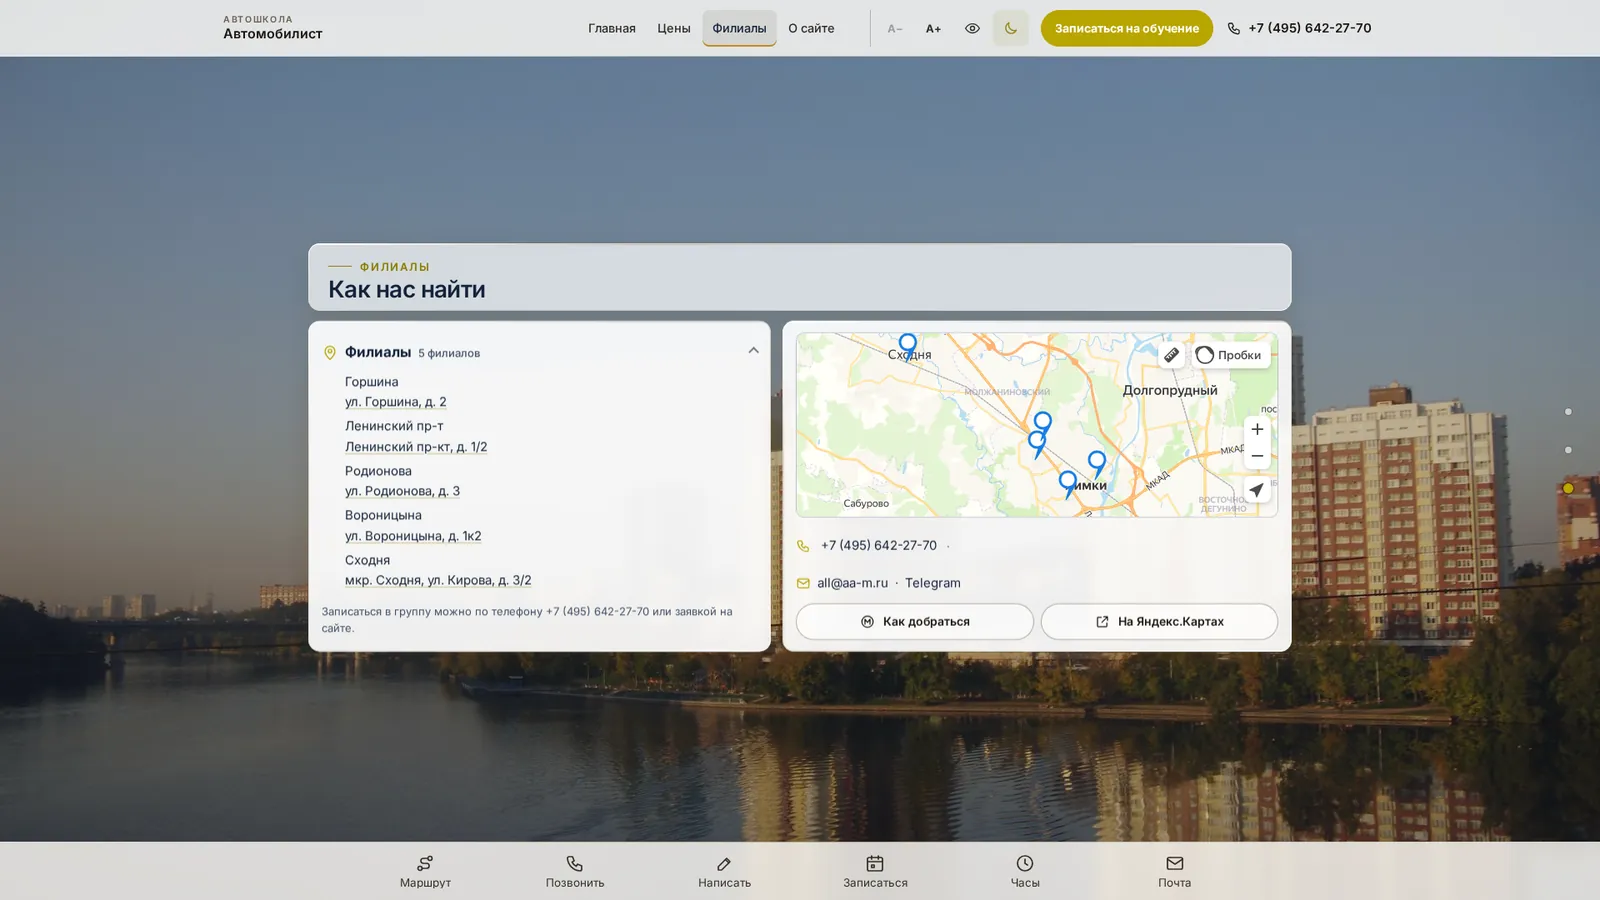 АВТОШКОЛА
Автомобилист
Главная
Цены
Филиалы
О сайте
A−
A+
Записаться на обучение
+7 (495) 642-27-70
ФИЛИАЛЫ
Как нас найти
Филиалы 5 филиалов
Горшина
ул. Горшина, д. 2
Ленинский пр-т
Ленинский пр-кт, д. 1/2
Родионова
ул. Родионова, д. 3
Вороницына
ул. Вороницына, д. 1к2
Сходня
мкр. Сходня, ул. Кирова, д. 3/2
Записаться в группу можно по телефону +7 (495) 642-27-70 или заявкой на
сайте.
Сходня
Пробки
МОЛЖАНИНОВСКИЙ
Долгопрудный
пос
МКАД
МКАД
имки
Сабурово
ВОСТОЧНО
ДЕГУНИНО
+7 (495) 642-27-70 ·
all@aa-m.ru · Telegram
Как добраться
На Яндекс.Картах
Маршрут
Позвонить
Написать
Записаться
Часы
Почта